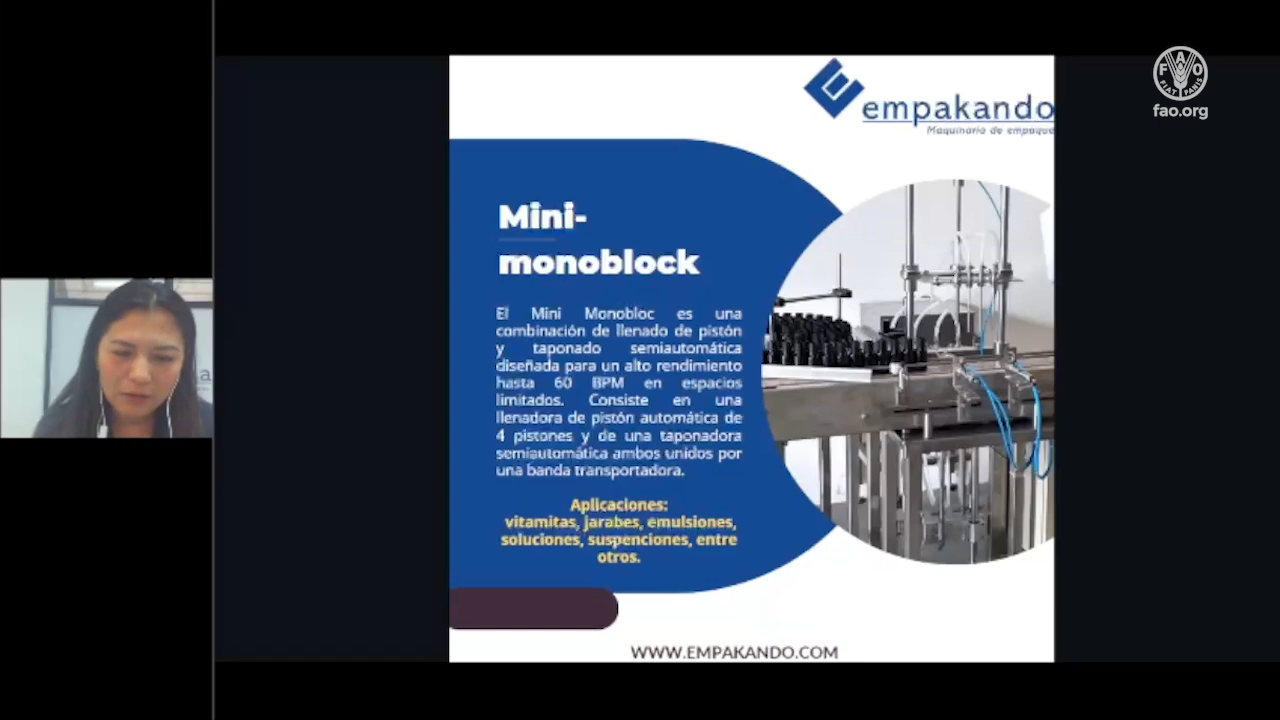 FAO
FIAT PANIS
fao.org
empakando
Maquinaria de empaque
Mini-
monoblock
El Mini Monobloc es una
combinación de llenado de pistón
y taponado semiautomática
diseñada para un alto rendimiento
hasta 60 BPM en espacios
limitados. Consiste en una
llenadora de pistón automática de
4 pistones y de una taponadora
semiautomática ambos unidos por
una banda transportadora.
Aplicaciones:
vitamitas, jarabes, emulsiones,
soluciones, suspenciones, entre
otros.
WWW.EMPAKANDO.COM